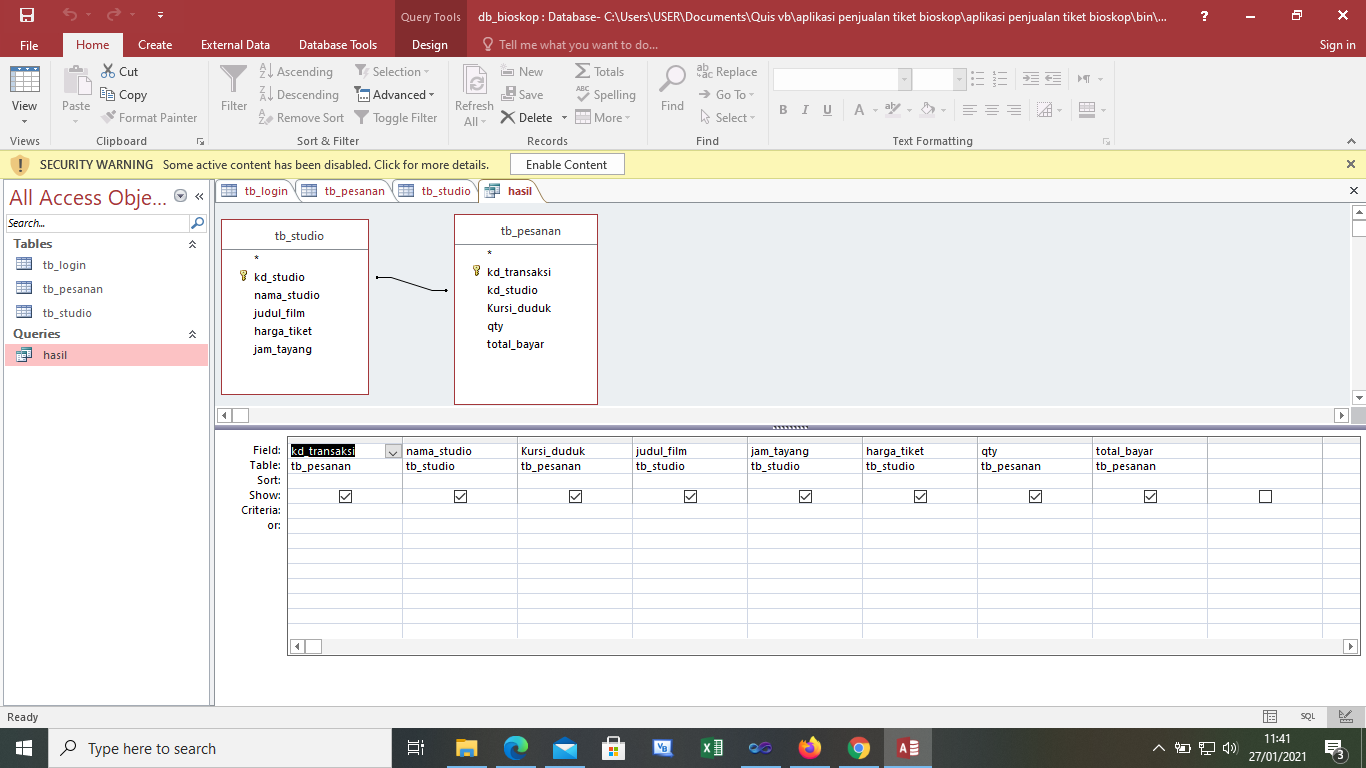 Query Tools
db_bioskop : Database- C:\Users\USER\Documents\Quis vb\aplikasi penjualan tiket bioskop\aplikasi penjualan tiket bioskop\bin\...
?
File
Home
Create
External Data
Database Tools
Design
Tell me what you want to do...
Sign in
View
Views
Paste
Cut
Copy
Format Painter
Clipboard
Filter
Ascending
Descending
Remove Sort
Selection
Advanced
Toggle Filter
Sort & Filter
Refresh All
New
Save
Delete
Totals
Spelling
More
Records
Find
Replace
Go To
Select
Find
B I U A
Text Formatting
SECURITY WARNING Some active content has been disabled. Click for more details. Enable Content
All Access Obje...
Search...
Tables
tb_login
tb_pesanan
tb_studio
Queries
hasil
tb_login
tb_pesanan
tb_studio
hasil
tb_studio
*
kd_studio
nama_studio
judul_film
harga_tiket
jam_tayang
tb_pesanan
*
kd_transaksi
kd_studio
Kursi_duduk
qty
total_bayar
Field: kd_transaksi nama_studio Kursi_duduk judul_film jam_tayang harga_tiket qty total_bayar
Table: tb_pesanan tb_studio tb_pesanan tb_studio tb_studio tb_studio tb_pesanan tb_pesanan
Sort:
Show:
Criteria:
or:
Ready
SQL
Type here to search
11:41
27/01/2021
3